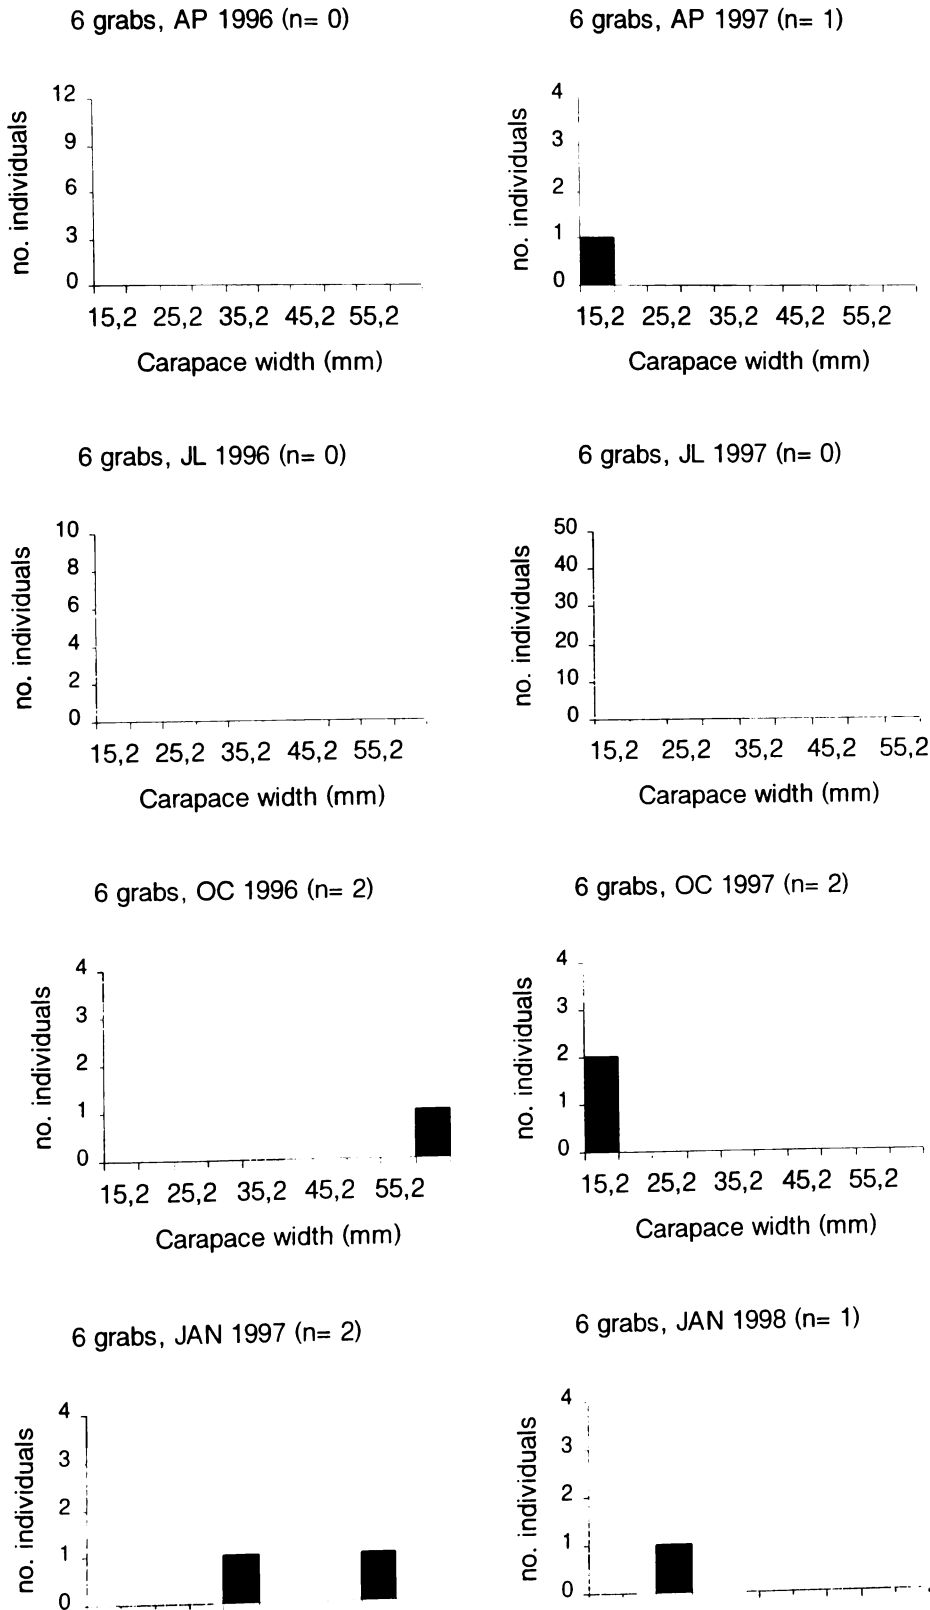 6 grabs, AP 1996 (n= 0)
no. individuals
12
9
6
3
0
15,2 25,2 35,2 45,2 55,2
Carapace width (mm)
6 grabs, AP 1997 (n= 1)
no. individuals
4
3
2
1
0
15,2 25,2 35,2 45,2 55,2
Carapace width (mm)
6 grabs, JL 1996 (n= 0)
no. individuals
10
8
6
4
2
0
15,2 25,2 35,2 45,2 55,2
Carapace width (mm)
6 grabs, JL 1997 (n= 0)
no. individuals
50
40
30
20
10
0
15,2 25,2 35,2 45,2 55,2
Carapace width (mm)
6 grabs, OC 1996 (n= 2)
no. individuals
4
3
2
1
0
15,2 25,2 35,2 45,2 55,2
Carapace width (mm)
6 grabs, OC 1997 (n= 2)
no. individuals
4
3
2
1
0
15,2 25,2 35,2 45,2 55,2
Carapace width (mm)
6 grabs, JAN 1997 (n= 2)
no. individuals
4
3
2
1
0
6 grabs, JAN 1998 (n= 1)
no. individuals
4
3
2
1
0